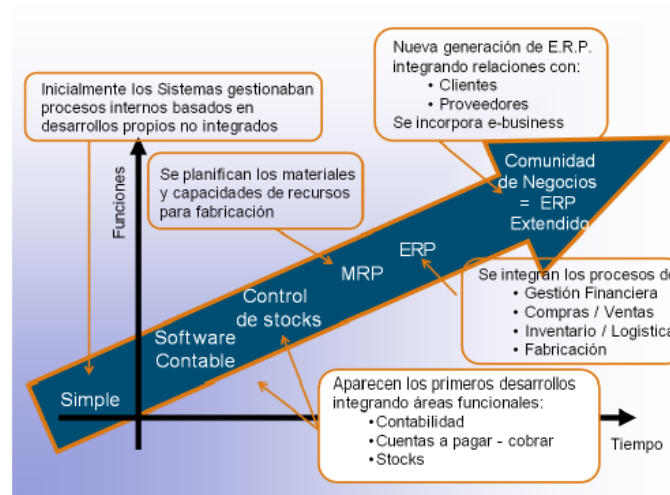 Nueva generación de E.R.P.
integrando relaciones con:
• Clientes
• Proveedores
Se incorpora e-business
Inicialmente los Sistemas gestionaban
procesos internos basados en
desarrollos propios no integrados
Se planifican los materiales
y capacidades de recursos
para fabricación
Funciones
Comunidad
de Negocios
= ERP
Extendido
ERP
MRP
Control
de stocks
Software
Contable
Simple
Se integran los procesos de
• Gestión Financiera
• Compras / Ventas
• Inventario / Logística
• Fabricación
Aparecen los primeros desarrollos
integrando áreas funcionales:
•Contabilidad
•Cuentas a pagar - cobrar
•Stocks
Tiempo